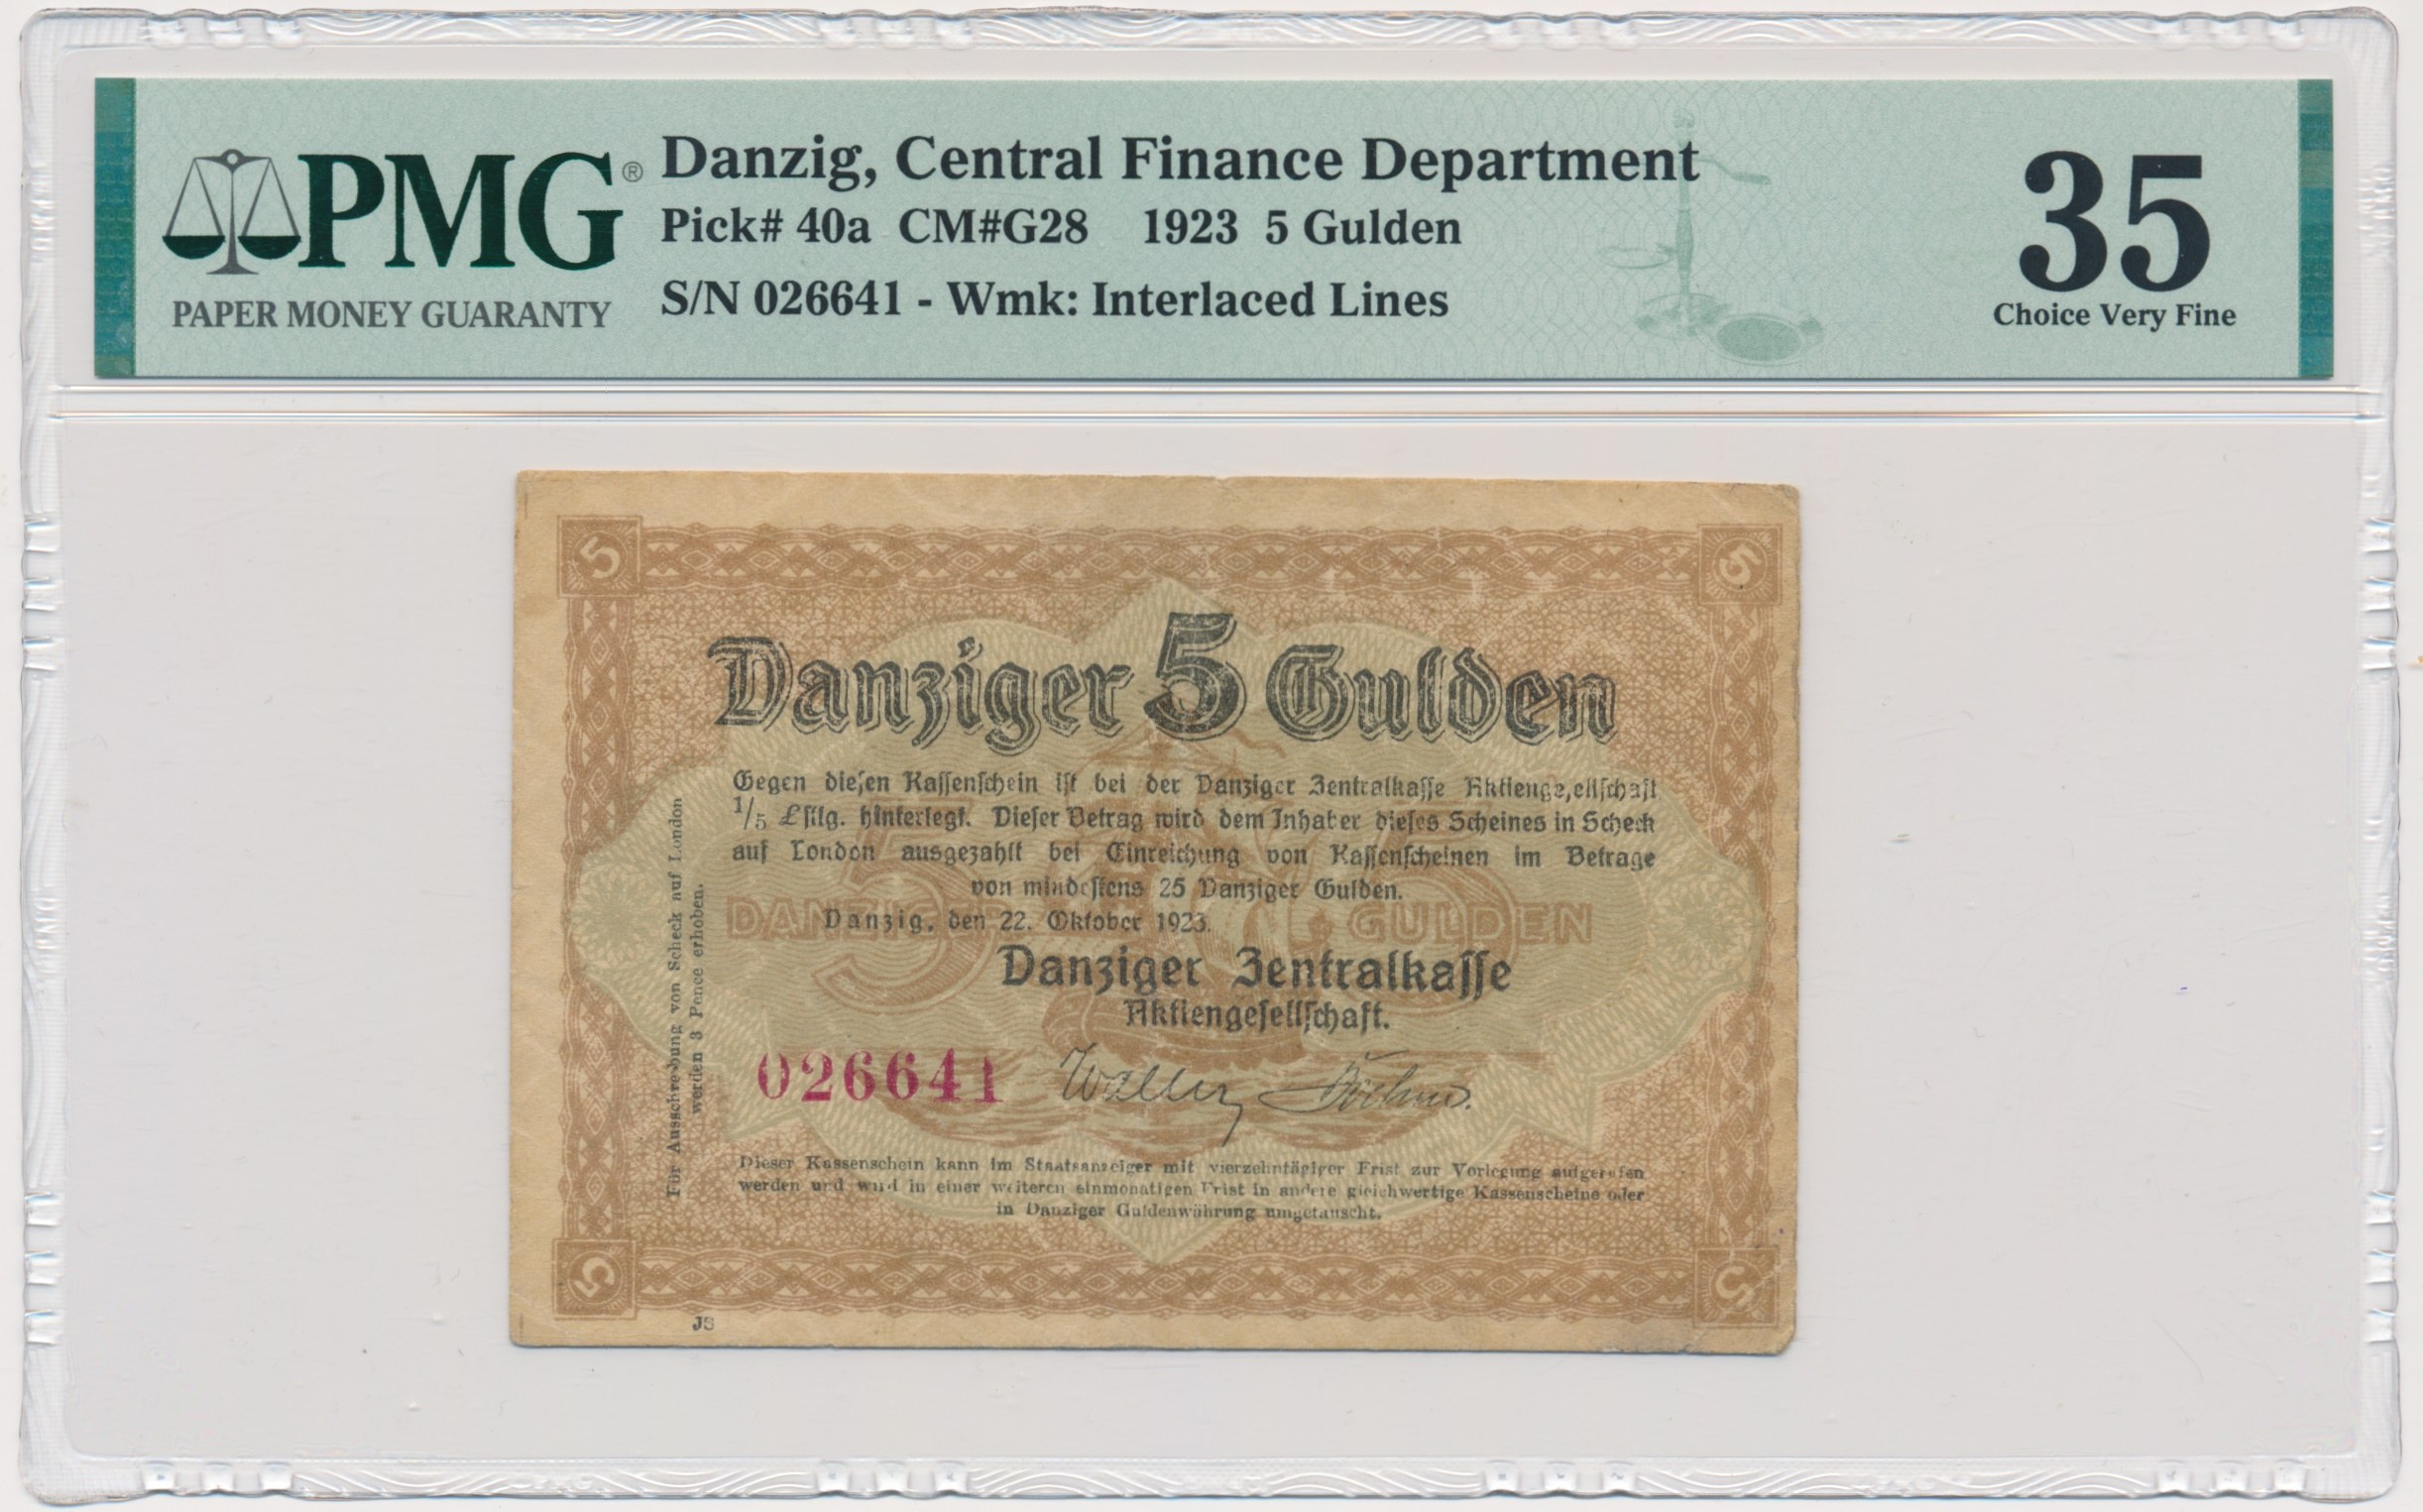 PMG®
PAPER MONEY GUARANTY
Danzig, Central Finance Department
Pick# 40a CM#G28 1923 5 Gulden
S/N 026641 - Wmk: Interlaced Lines
35
Choice Very Fine
5
5
Danziger 5 Gulden
Gegen dieſen Kaſſenſchein iſt bei der Danziger Zentralkaſſe Aktiengeſellſchaft
1/5 £ſtlg. hinterlegt. Dieſer Betrag wird dem Inhaber dieſes Scheines in Scheck
auf London ausgezahlt bei Einreichung von Kaſſenſcheinen im Betrage
von mindeſtens 25 Danziger Gulden.
5 5
DANZIGER GULDEN
Danzig, den 22. Oktober 1923.
Danziger Zentralkaſſe
Aktiengeſellſchaft.
026641
Für Ausschreibung von Scheck auf London
werden 3 Pence erhoben.
Dieser Kassenschein kann im Staatsanzeiger mit vierzehntägiger Frist zur Vorlegung aufgerufen
werden und wird in einer weiteren einmonatigen Frist in andere gleichwertige Kassenscheine oder
in Danziger Guldenwährung umgetauscht.
5
5
JS